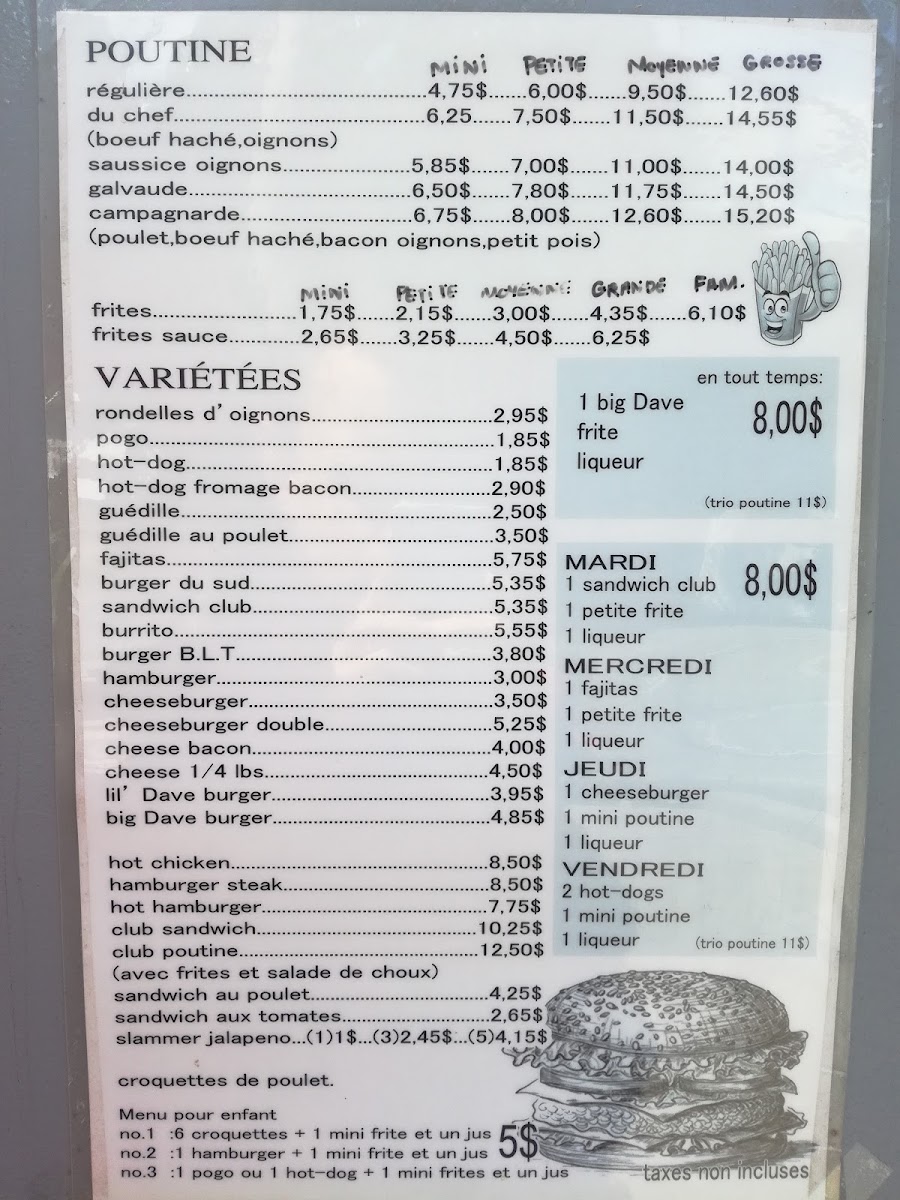 POUTINE MINI PETITE MOYENNE GROSSE
régulière..............................4,75$......6,00$......9,50$......12,60$
du chef................................6,25......7,50$......11,50$......14,55$
(boeuf haché,oignons)
saussice oignons................5,85$......7,00$......11,00$......14,00$
galvaude............................6,50$......7,80$......11,75$......14,50$
campagnarde.....................6,75$......8,00$......12,60$......15,20$
(poulet,boeuf haché,bacon oignons,petit pois)
MINI PETITE MOYENNE GRANDE FAM.
frites......................1,75$......2,15$......3,00$......4,35$......6,10$
frites sauce............2,65$......3,25$......4,50$......6,25$
VARIÉTÉES
rondelles d'oignons..........................2,95$
pogo..................................................1,85$
hot-dog.............................................1,85$
hot-dog fromage bacon.....................2,90$
guédille.............................................2,50$
guédille au poulet..............................3,50$
fajitas................................................5,75$
burger du sud....................................5,35$
sandwich club...................................5,35$
burrito...............................................5,55$
burger B.L.T......................................3,80$
hamburger........................................3,00$
cheeseburger....................................3,50$
cheeseburger double.........................5,25$
cheese bacon...................................4,00$
cheese 1/4 lbs..................................4,50$
lil' Dave burger.................................3,95$
big Dave burger................................4,85$
hot chicken.......................................8,50$
hamburger steak...............................8,50$
hot hamburger..................................7,75$
club sandwich.................................10,25$
club poutine....................................12,50$
(avec frites et salade de choux)
sandwich au poulet...........................4,25$
sandwich aux tomates.......................2,65$
slammer jalapeno...(1)1$...(3)2,45$...(5)4,15$
croquettes de poulet.
Menu pour enfant
no.1 :6 croquettes + 1 mini frite et un jus
no.2 :1 hamburger + 1 mini frite et un jus 5$
no.3 :1 pogo ou 1 hot-dog + 1 mini frites et un jus
en tout temps:
1 big Dave 8,00$
frite
liqueur
(trio poutine 11$)
MARDI
1 sandwich club 8,00$
1 petite frite
1 liqueur
MERCREDI
1 fajitas
1 petite frite
1 liqueur
JEUDI
1 cheeseburger
1 mini poutine
1 liqueur
VENDREDI
2 hot-dogs
1 mini poutine
1 liqueur (trio poutine 11$)
taxes non incluses